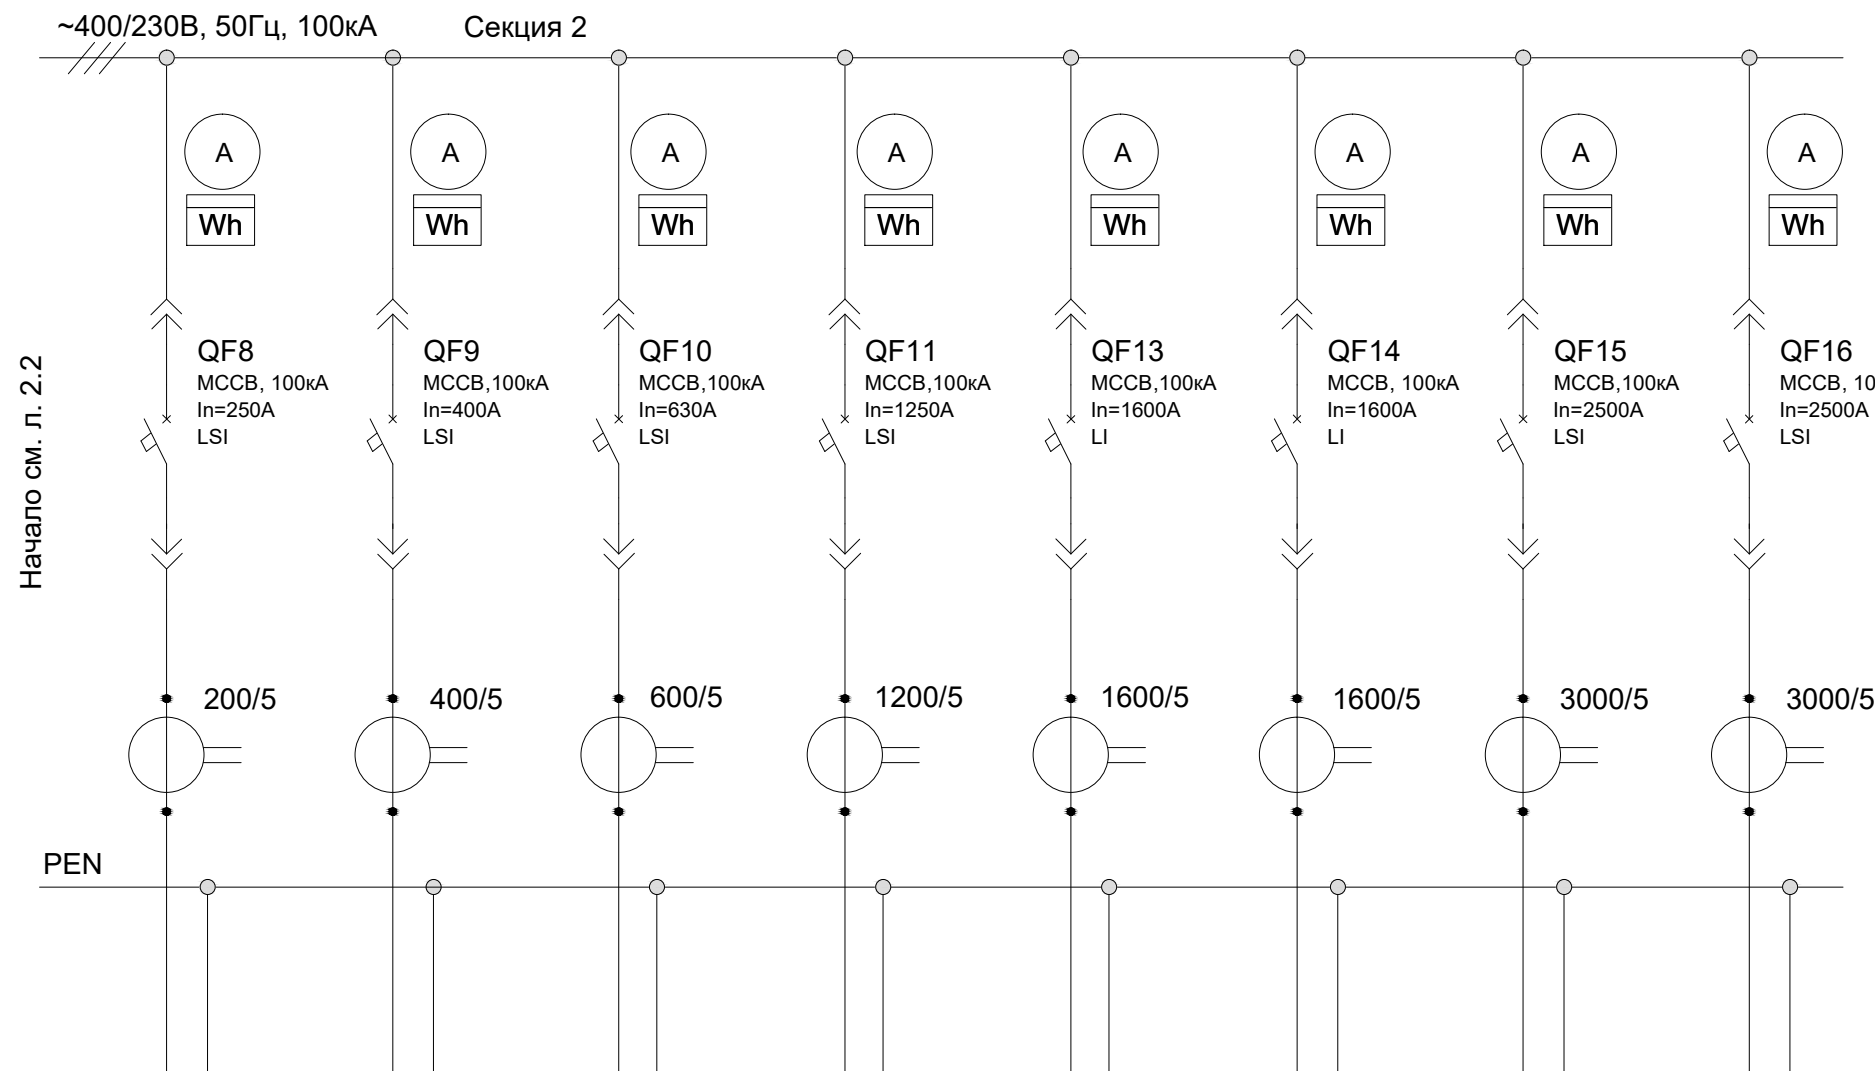 ~400/230В, 50Гц, 100кА
Секция 2
A
A
A
A
A
A
A
A
Wh
Wh
Wh
Wh
Wh
Wh
Wh
Wh
Начало см. л. 2.2
QF8
MCCB, 100кА
In=250A
LSI
QF9
MCCB,100кА
In=400A
LSI
QF10
MCCB,100кА
In=630A
LSI
QF11
MCCB,100кА
In=1250A
LSI
QF13
MCCB,100кА
In=1600A
LI
QF14
MCCB, 100кА
In=1600A
LI
QF15
MCCB,100кА
In=2500A
LSI
QF16
MCCB, 10
In=2500A
LSI
200/5
400/5
600/5
1200/5
1600/5
1600/5
3000/5
3000/5
PEN